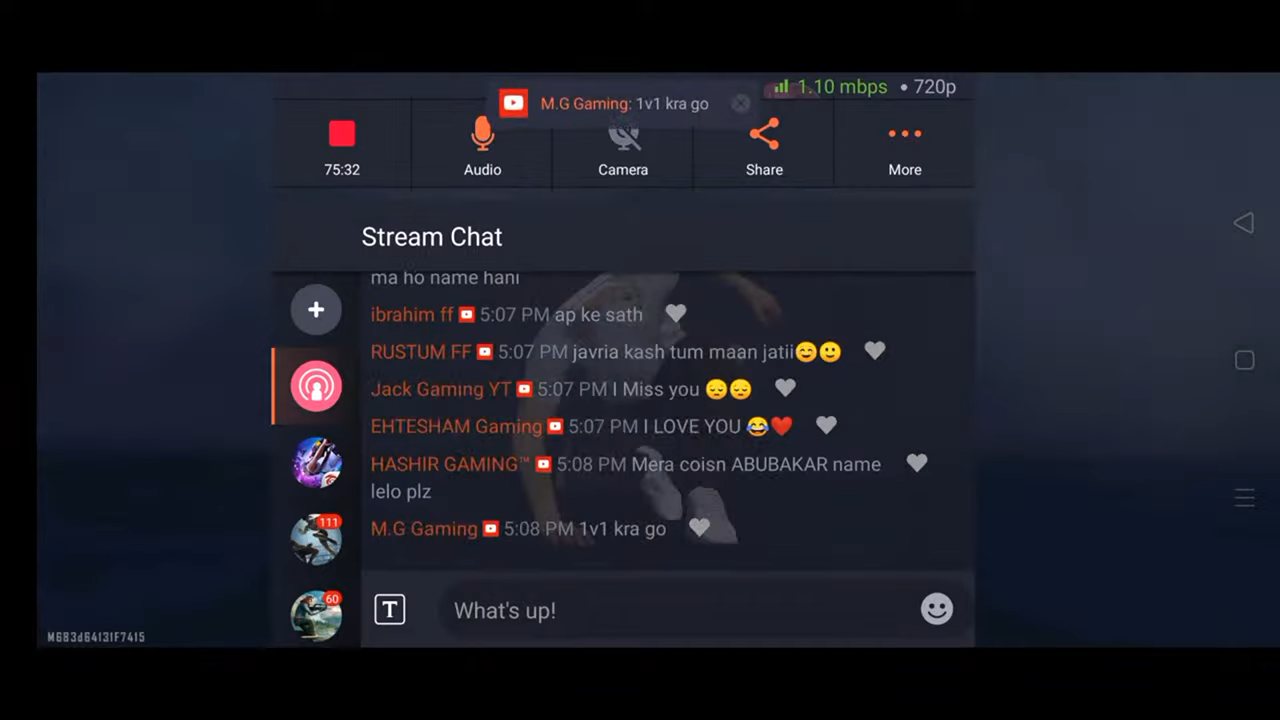 1.10 mbps • 720p
M.G Gaming: 1v1 kra go
75:32
Audio
Camera
Share
More
Stream Chat
ma ho name hani
ibrahim ff 5:07 PM ap ke sath
RUSTUM FF 5:07 PM javria kash tum maan jatii😊🙂
Jack Gaming YT 5:07 PM I Miss you 😔😔
EHTESHAM Gaming 5:07 PM I LOVE YOU 😂❤️
HASHIR GAMING™ 5:08 PM Mera coisn ABUBAKAR name
lelo plz
111
M.G Gaming 5:08 PM 1v1 kra go
60
T What's up!
M683d64131F7415